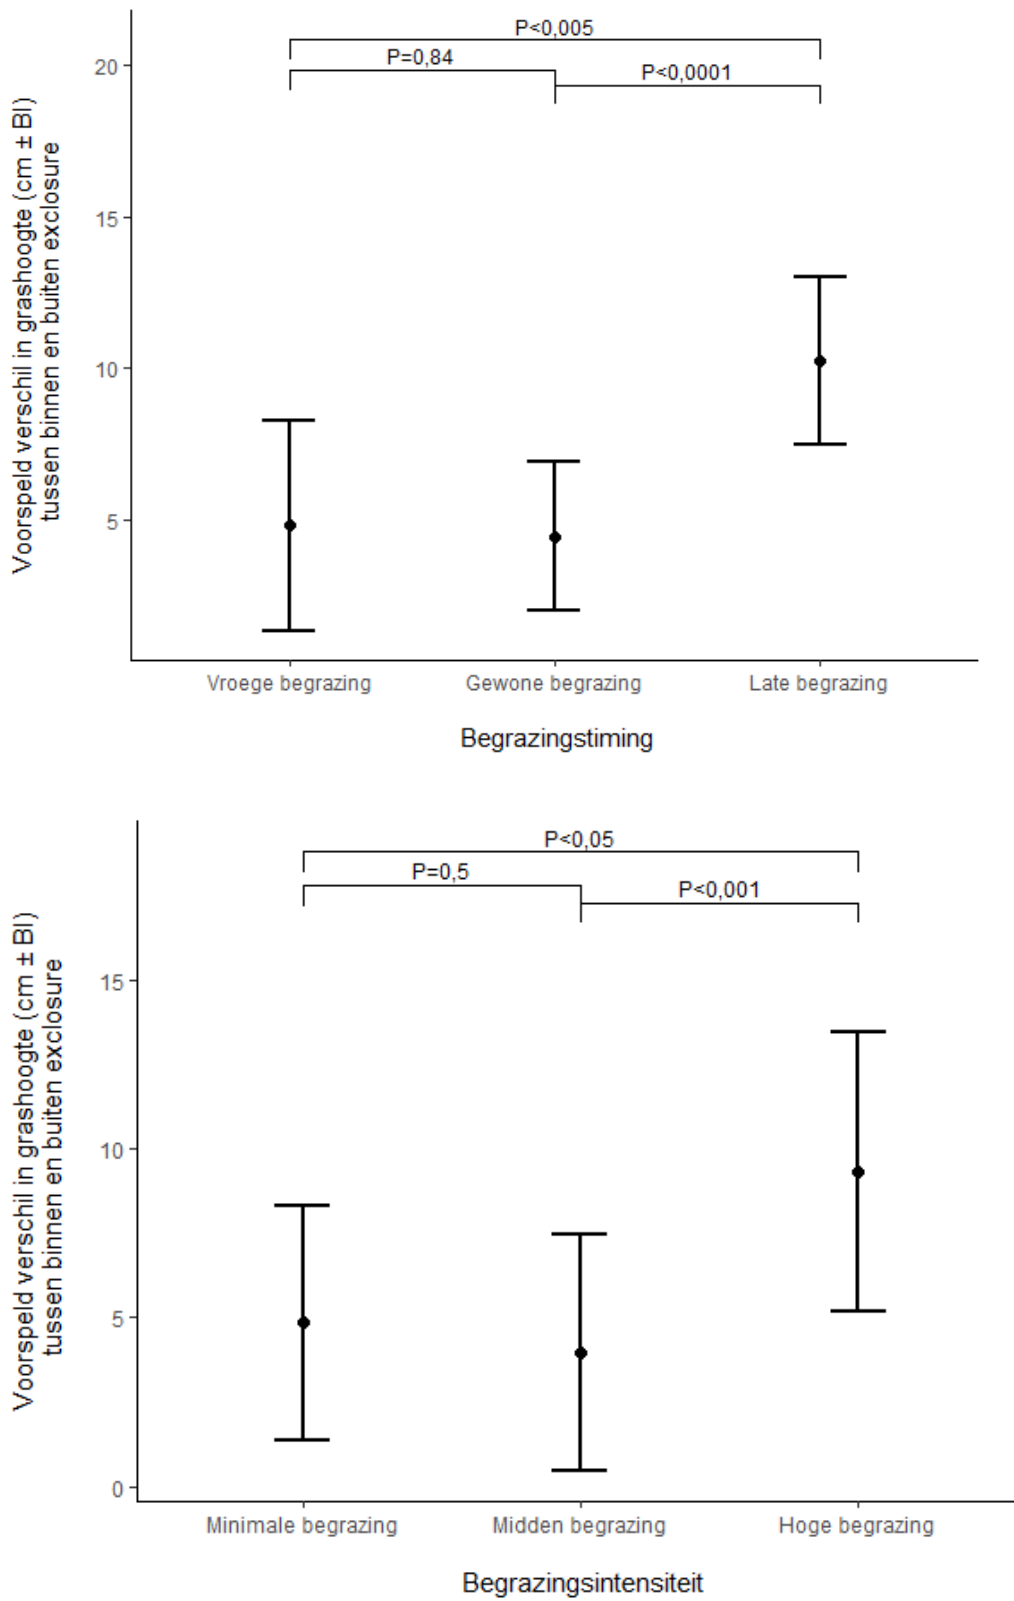 P<0,005
P=0,84
P<0,0001
20
15
10
5
Voorspeld verschil in grashoogte (cm ± BI)
tussen binnen en buiten exclosure
Vroege begrazing
Gewone begrazing
Late begrazing
Begrazingstiming
P<0,05
P=0,5
P<0,001
15
10
5
0
Voorspeld verschil in grashoogte (cm ± BI)
tussen binnen en buiten exclosure
Minimale begrazing
Midden begrazing
Hoge begrazing
Begrazingsintensiteit